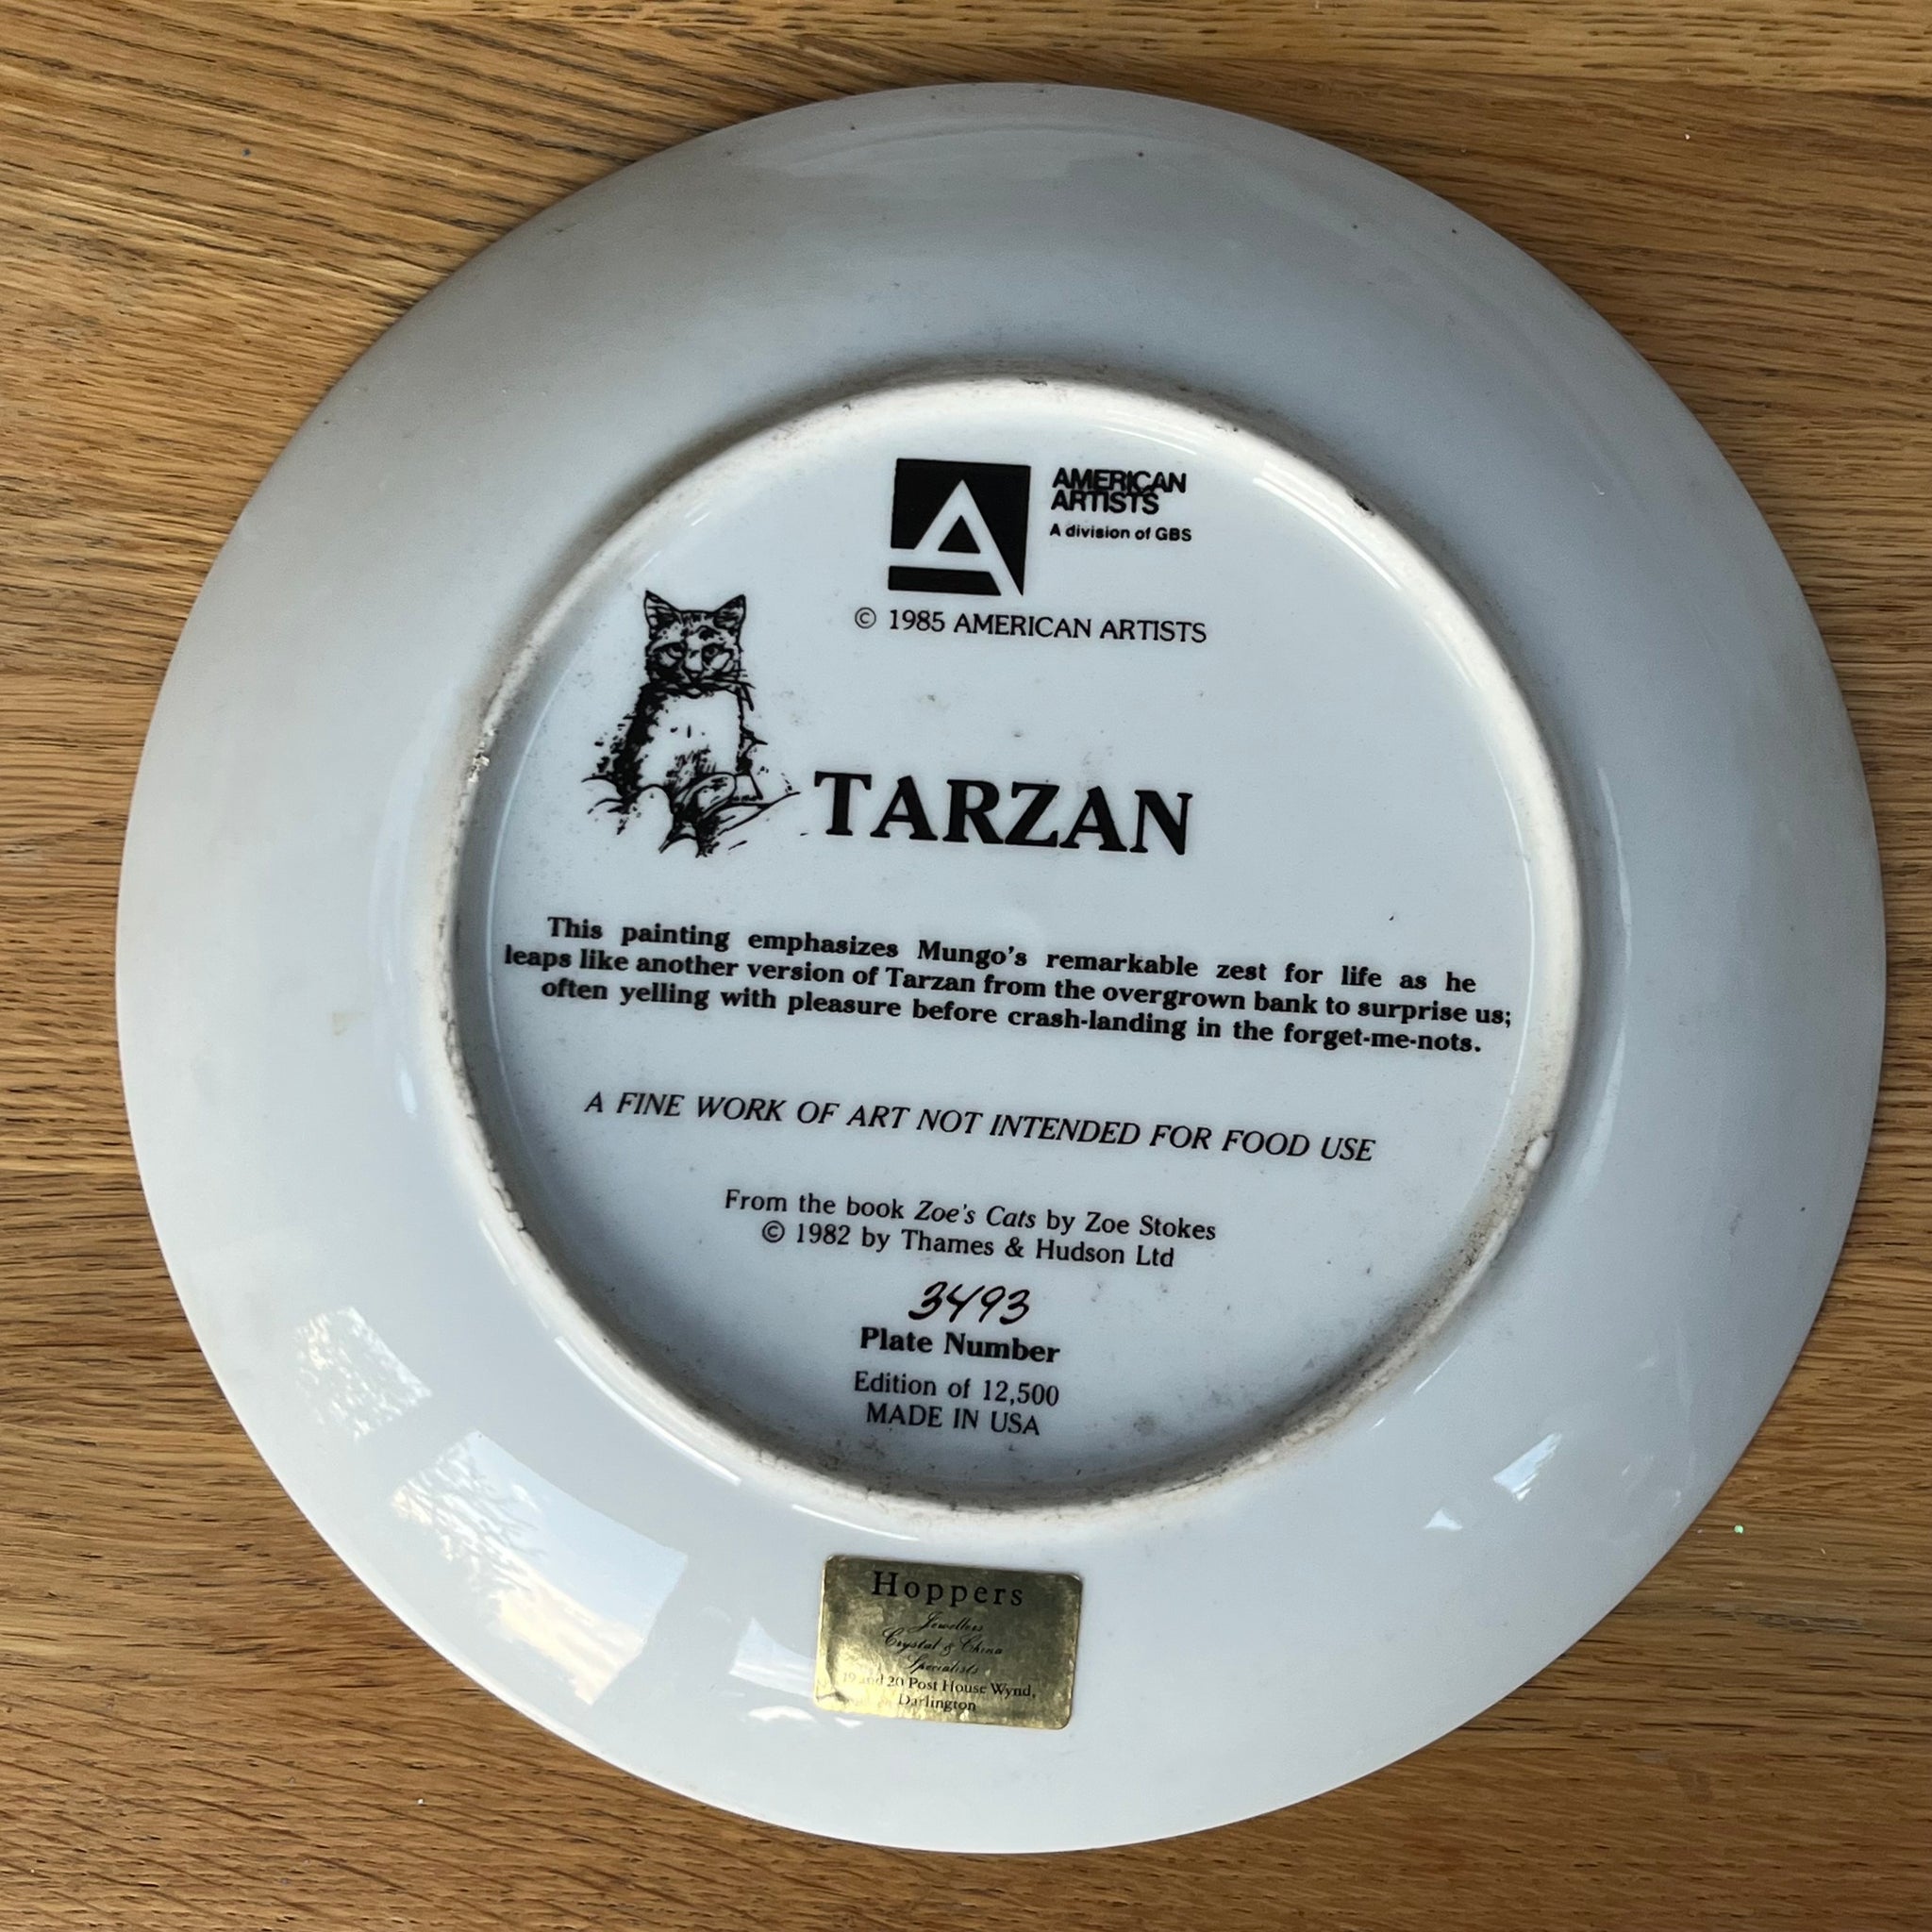 AMERICAN
ARTISTS
A division of GBS
© 1985 AMERICAN ARTISTS
TARZAN
This painting emphasizes Mungo's remarkable zest for life as he
leaps like another version of Tarzan from the overgrown bank to surprise us;
often yelling with pleasure before crash-landing in the forget-me-nots.
A FINE WORK OF ART NOT INTENDED FOR FOOD USE
From the book Zoe's Cats by Zoe Stokes
© 1982 by Thames & Hudson Ltd
3493
Plate Number
Edition of 12,500
MADE IN USA
Hoppers
Jewellers
Crystal & China
Specialists
19 and 20 Post House Wynd,
Darlington